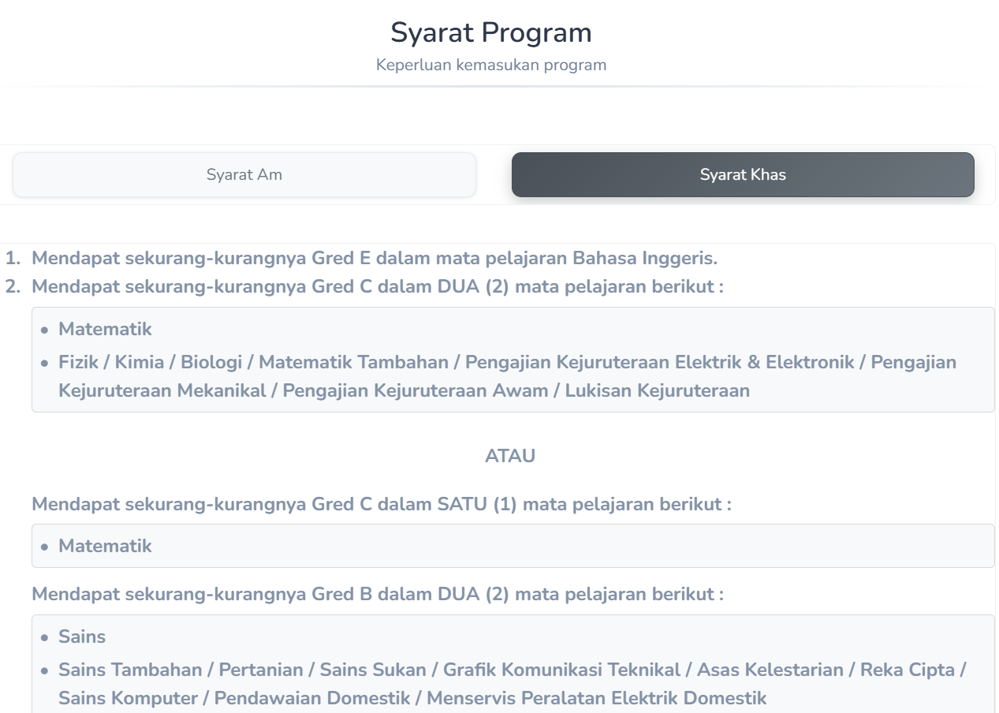 Syarat Program
Keperluan kemasukan program
Syarat Am
Syarat Khas
1. Mendapat sekurang-kurangnya Gred E dalam mata pelajaran Bahasa Inggeris.
2. Mendapat sekurang-kurangnya Gred C dalam DUA (2) mata pelajaran berikut :
• Matematik
• Fizik / Kimia / Biologi / Matematik Tambahan / Pengajian Kejuruteraan Elektrik & Elektronik / Pengajian
Kejuruteraan Mekanikal / Pengajian Kejuruteraan Awam / Lukisan Kejuruteraan
ATAU
Mendapat sekurang-kurangnya Gred C dalam SATU (1) mata pelajaran berikut :
• Matematik
Mendapat sekurang-kurangnya Gred B dalam DUA (2) mata pelajaran berikut :
• Sains
• Sains Tambahan / Pertanian / Sains Sukan / Grafik Komunikasi Teknikal / Asas Kelestarian / Reka Cipta /
Sains Komputer / Pendawaian Domestik / Menservis Peralatan Elektrik Domestik